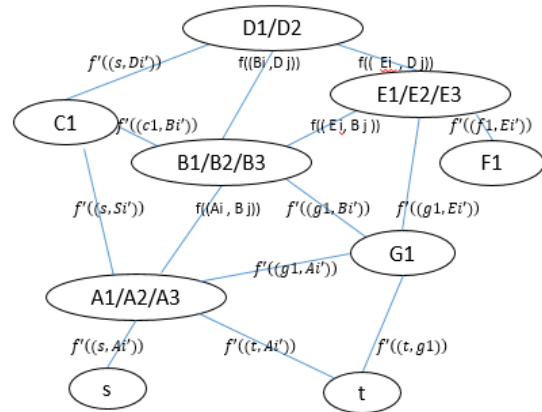 D1/D2
f′((s,Di′))
f((Bi ,D j))
f(( Ei , D j))
E1/E2/E3
C1
f′((c1,Bi′))
f(( Ei, B j ))
f′((f1,Ei′))
B1/B2/B3
F1
f′((s,Si′))
f((Ai , B j))
f′((g1,Bi′))
f′((g1,Ei′))
G1
f′((g1,Ai′))
A1/A2/A3
f′((s,Ai′))
f′((t,Ai′))
f′((t,g1))
s
t